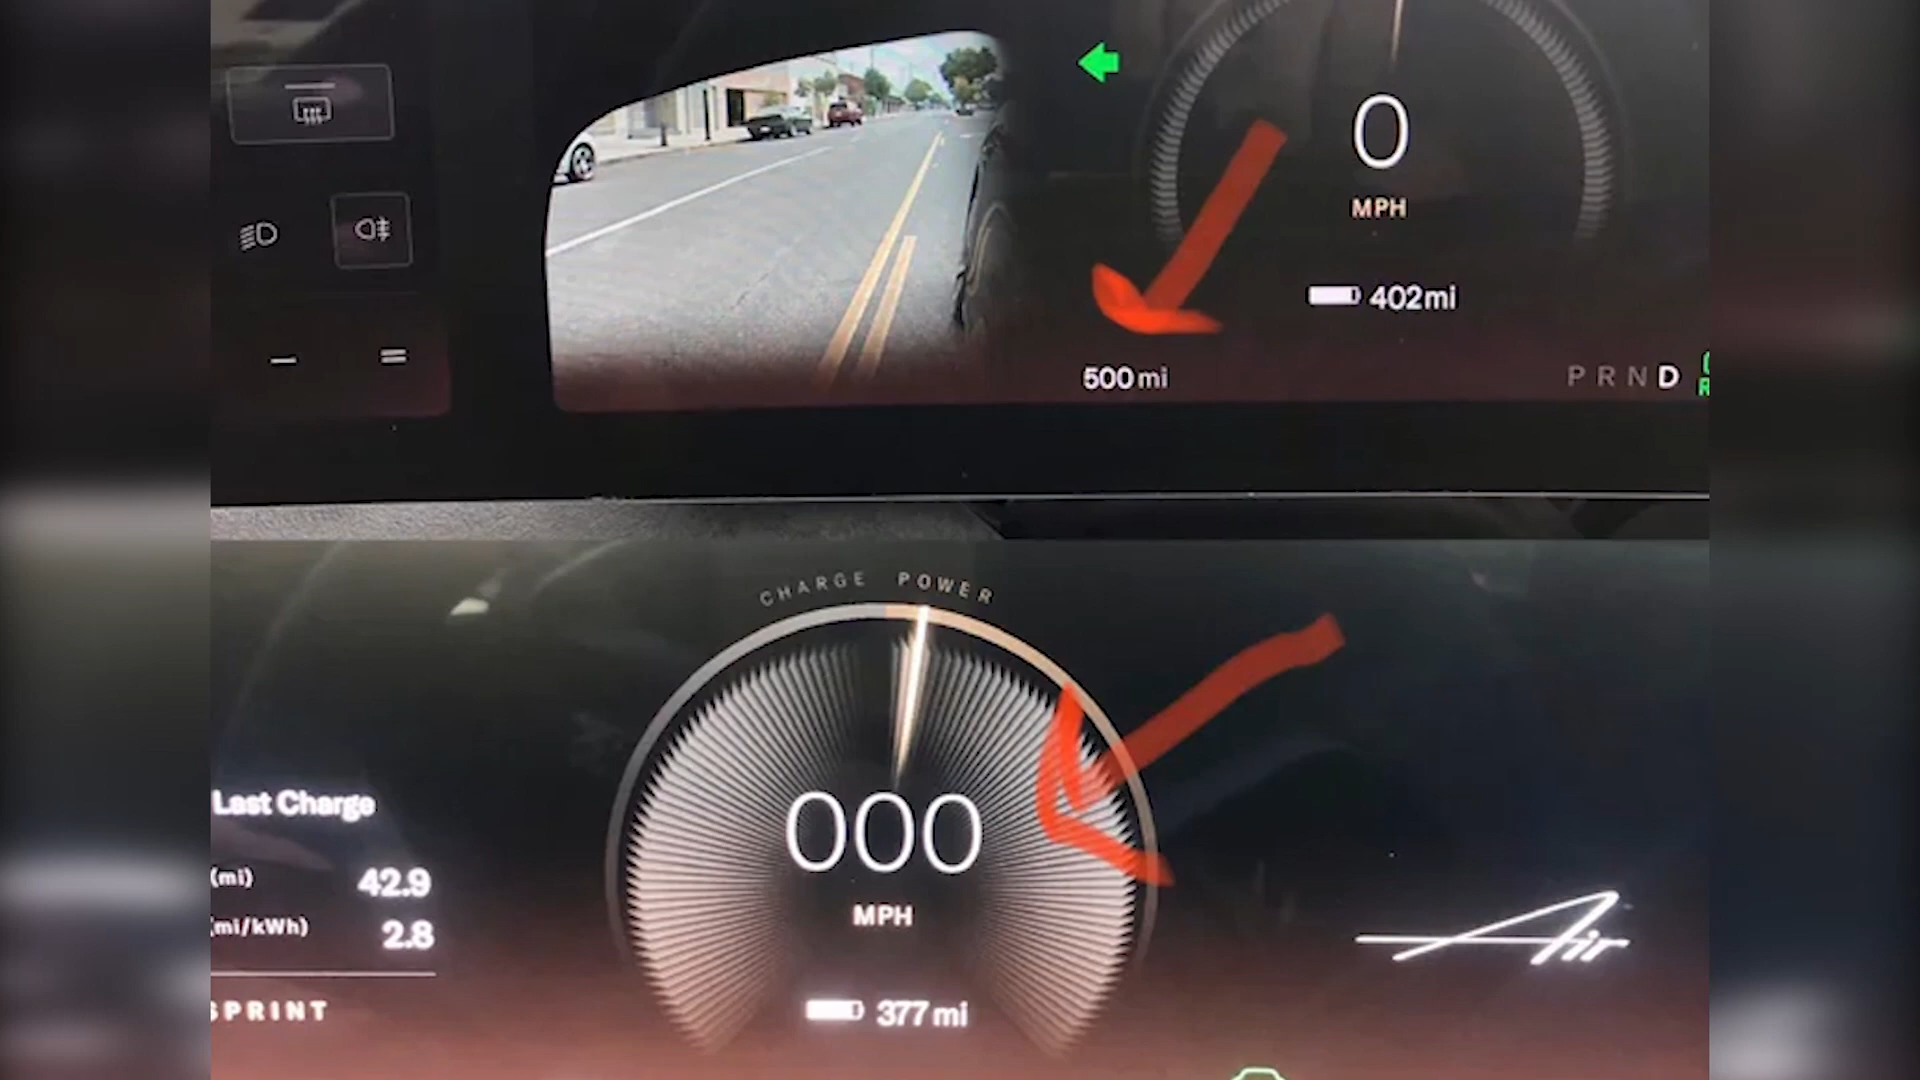 0
MPH
402mi
500 mi
P R N D
CHARGE POWER
Last Charge
(mi) 42.9
(mi/kWh) 2.8
SPRINT
000
MPH
377 mi
Air